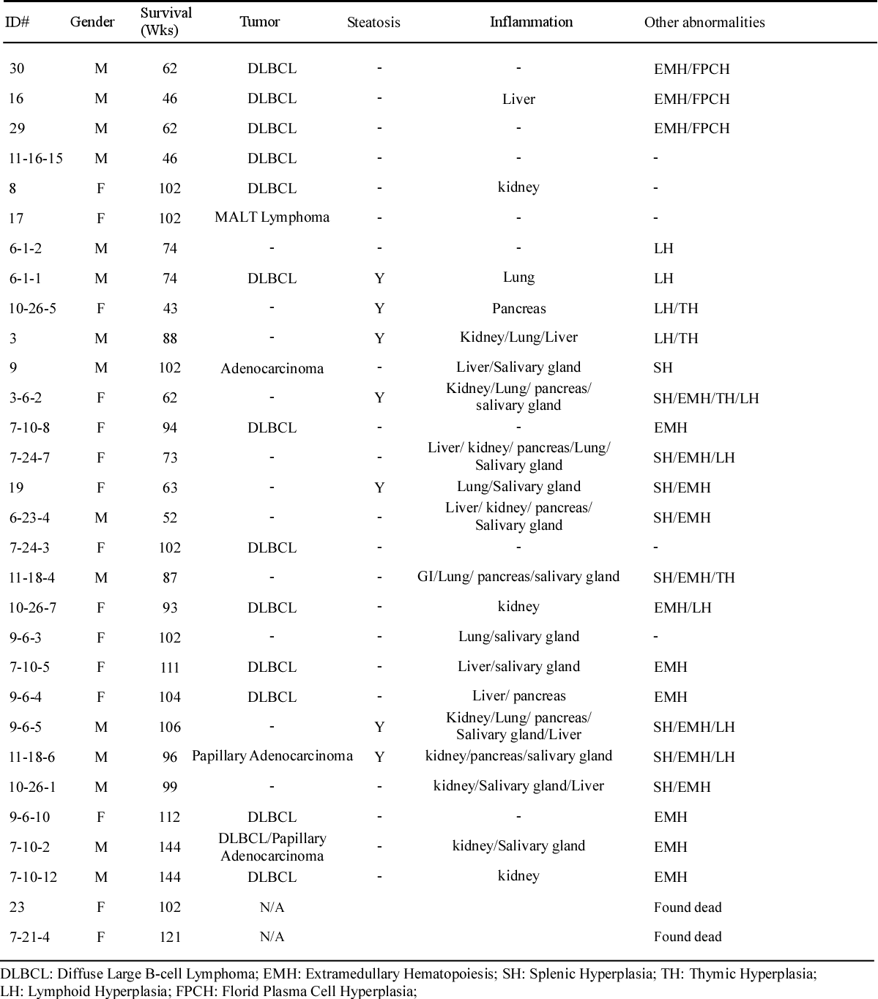 ID# Gender Survival (Wks) Tumor Steatosis Inflammation Other abnormalities
30 M 62 DLBCL - - EMH/FPCH
16 M 46 DLBCL - Liver EMH/FPCH
29 M 62 DLBCL - - EMH/FPCH
11-16-15 M 46 DLBCL - - -
8 F 102 DLBCL - kidney -
17 F 102 MALT Lymphoma - - -
6-1-2 M 74 - - - LH
6-1-1 M 74 DLBCL Y Lung LH
10-26-5 F 43 - Y Pancreas LH/TH
3 M 88 - Y Kidney/Lung/Liver LH/TH
9 M 102 Adenocarcinoma - Liver/Salivary gland SH
3-6-2 F 62 - Y Kidney/Lung/ pancreas/ salivary gland SH/EMH/TH/LH
7-10-8 F 94 DLBCL - - EMH
7-24-7 F 73 - - Liver/ kidney/ pancreas/Lung/ Salivary gland SH/EMH/LH
19 F 63 - Y Lung/Salivary gland SH/EMH
6-23-4 M 52 - - Liver/ kidney/ pancreas/ Salivary gland SH/EMH
7-24-3 F 102 DLBCL - - -
11-18-4 M 87 - - GI/Lung/ pancreas/salivary gland SH/EMH/TH
10-26-7 F 93 DLBCL - kidney EMH/LH
9-6-3 F 102 - - Lung/salivary gland -
7-10-5 F 111 DLBCL - Liver/salivary gland EMH
9-6-4 F 104 DLBCL - Liver/ pancreas EMH
9-6-5 M 106 - Y Kidney/Lung/ pancreas/ Salivary gland/Liver SH/EMH/LH
11-18-6 M 96 Papillary Adenocarcinoma Y kidney/pancreas/salivary gland SH/EMH/LH
10-26-1 M 99 - - kidney/Salivary gland/Liver SH/EMH
9-6-10 F 112 DLBCL - - EMH
7-10-2 M 144 DLBCL/Papillary Adenocarcinoma - kidney/Salivary gland EMH
7-10-12 M 144 DLBCL - kidney EMH
23 F 102 N/A Found dead
7-21-4 F 121 N/A Found dead
DLBCL: Diffuse Large B-cell Lymphoma; EMH: Extramedullary Hematopoiesis; SH: Splenic Hyperplasia; TH: Thymic Hyperplasia;
LH: Lymphoid Hyperplasia; FPCH: Florid Plasma Cell Hyperplasia;